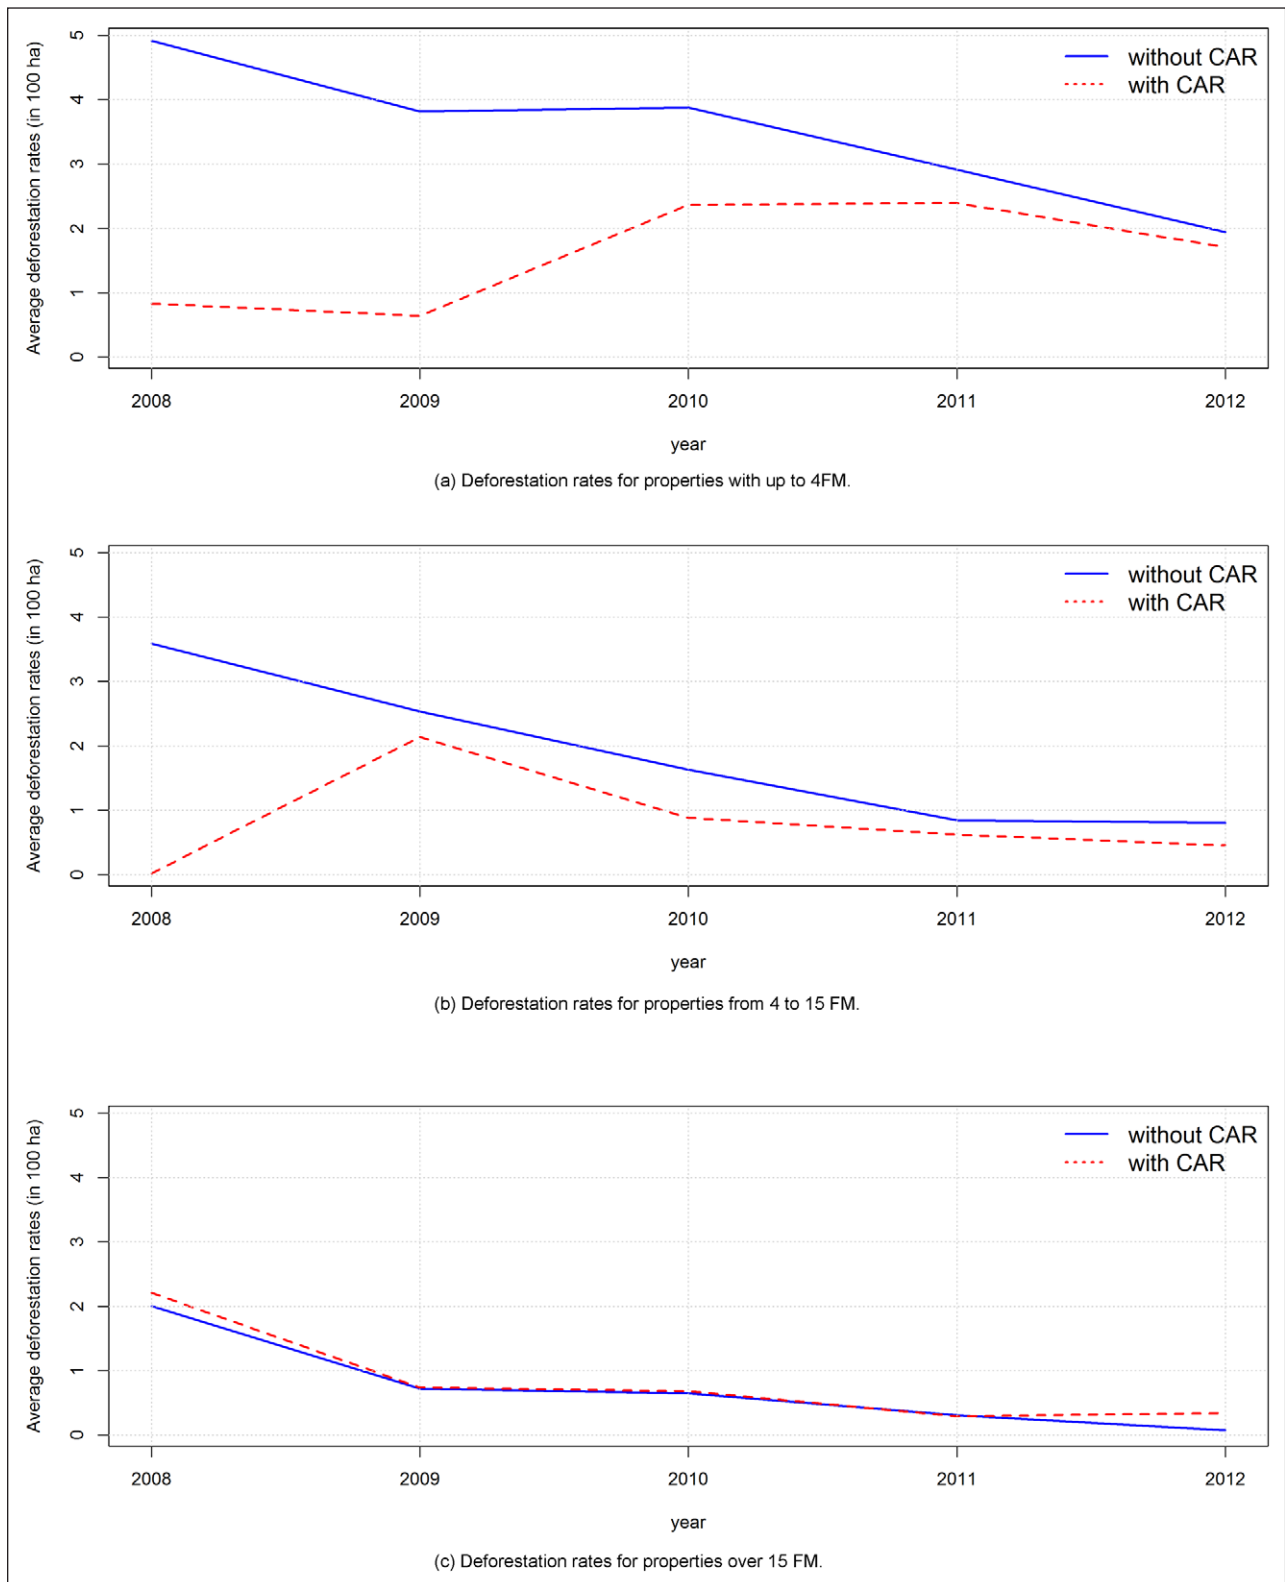 Average deforestation rates (in 100 ha)
5
4
3
2
1
0
without CAR
with CAR
2008 2009 2010 2011 2012
year
(a) Deforestation rates for properties with up to 4FM.
Average deforestation rates (in 100 ha)
5
4
3
2
1
0
without CAR
with CAR
2008 2009 2010 2011 2012
year
(b) Deforestation rates for properties from 4 to 15 FM.
Average deforestation rates (in 100 ha)
5
4
3
2
1
0
without CAR
with CAR
2008 2009 2010 2011 2012
year
(c) Deforestation rates for properties over 15 FM.